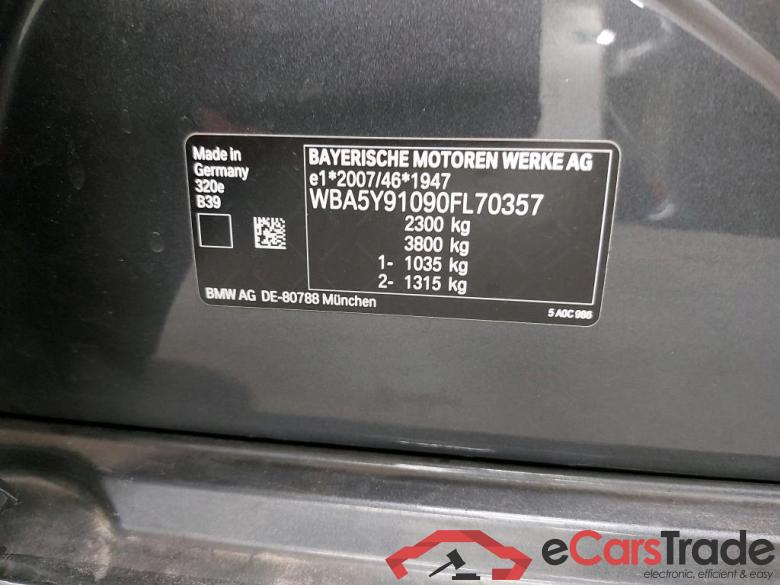 Made in
Germany
320e
B39
BMW AG DE-80788 München
BAYERISCHE MOTOREN WERKE AG
e1*2007/46*1947
WBA5Y91090FL70357
2300 kg
3800 kg
1- 1035 kg
2- 1315 kg
5 A0C 986
eCarsTrade
electronic, efficient & easy